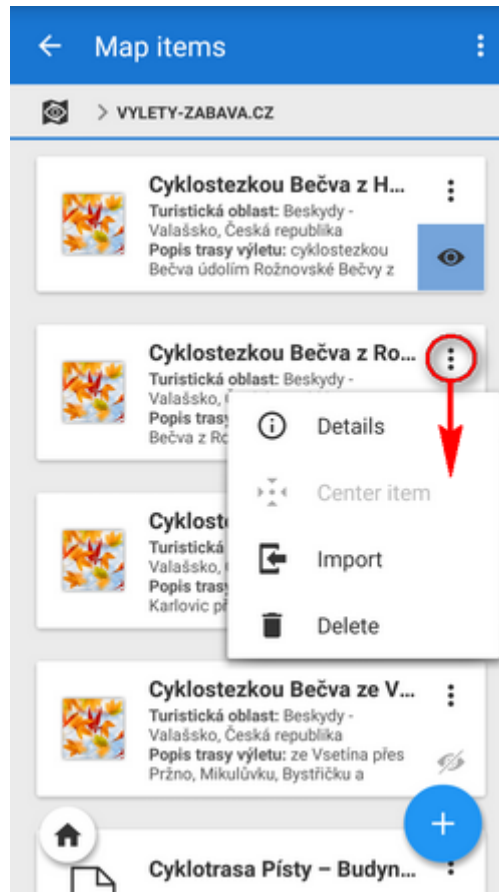 Map items
VYLETY-ZABAVA.CZ
Cyklostezkou Bečva z H...
Turistická oblast: Beskydy -
Valašsko, Česká republika
Popis trasy výletu: cyklostezkou
Bečva údolím Rožnovské Bečvy z
Cyklostezkou Bečva z Ro...
Turistická oblast: Beskydy -
Valašsko,
Popis tras
Bečva z Ro
Details
Center item
Import
Delete
Cyklost
Turistická
Valašsko,
Popis tras
Karlovic př
Cyklostezkou Bečva ze V...
Turistická oblast: Beskydy -
Valašsko, Česká republika
Popis trasy výletu: ze Vsetína přes
Pržno, Mikulůvku, Bystřičku a
Cyklotrasa Písty – Budyn...